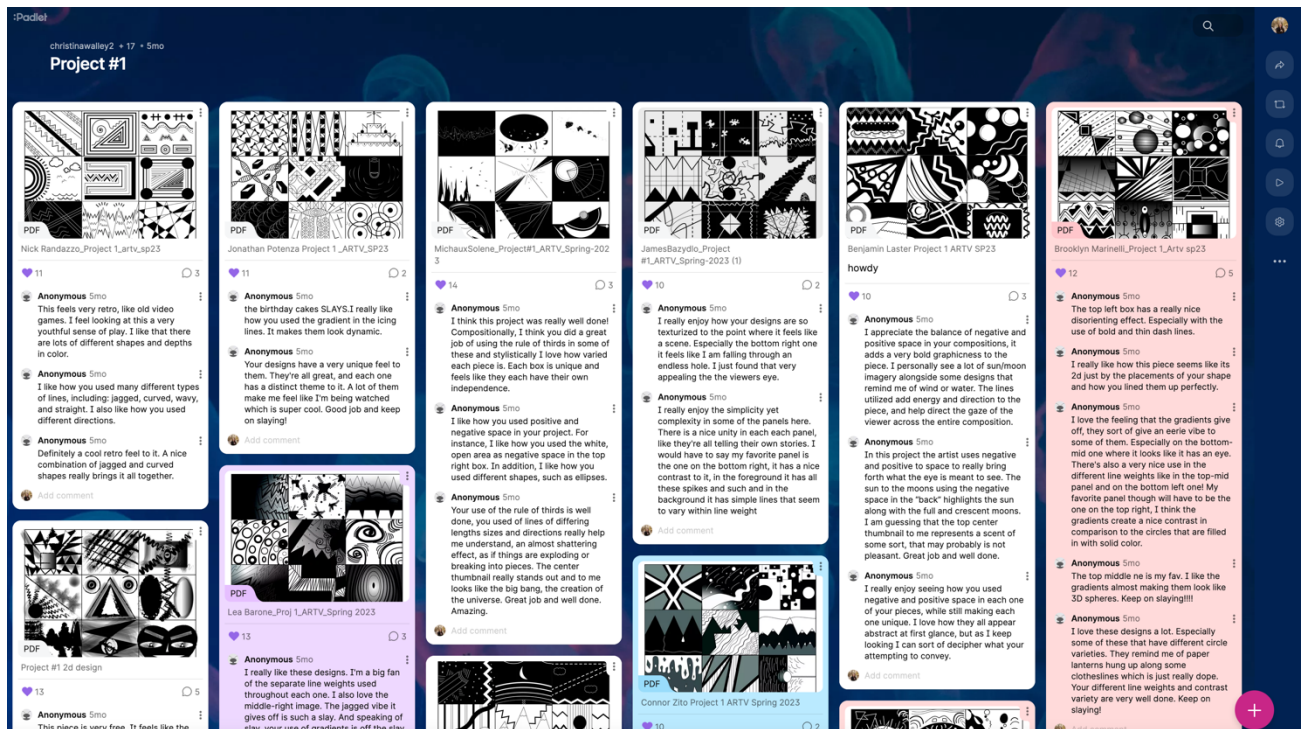 :Padlet
christinawalley2 + 17 • 5mo
Project #1
PDF
Nick Randazzo_Project 1_artv_sp23
11
3
Anonymous 5mo
This feels very retro, like old video
games. I feel looking at this a very
youthful sense of play. I like that there
are lots of different shapes and depths
in color.
Anonymous 5mo
I like how you used many different types
of lines, including: jagged, curved, wavy,
and straight. I also like how you used
different directions.
Anonymous 5mo
Definitely a cool retro feel to it. A nice
combination of jagged and curved
shapes really brings it all together.
Add comment
PDF
Project #1 2d design
13
5
Anonymous 5mo
This piece is very free. It feels like the
PDF
Jonathan Potenza Project 1 _ARTV_SP23
11
2
Anonymous 5mo
the birthday cakes SLAYS.I really like
how you used the gradient in the icing
lines. It makes them look dynamic.
Anonymous 5mo
Your designs have a very unique feel to
them. They're all great, and each one
has a distinct theme to it. A lot of them
make me feel like I'm being watched
which is super cool. Good job and keep
on slaying!
Add comment
PDF
Lea Barone_Proj 1_ARTV_Spring 2023
13
3
Anonymous 5mo
I really like these designs. I'm a big fan
of the separate line weights used
throughout each one. I also love the
middle-right image. The jagged vibe it
gives off is such a slay. And speaking of
slay, your use of gradients is off the slay
PDF
MichauxSolene_Project#1_ARTV_Spring-202
3
14
3
Anonymous 5mo
I think this project was really well done!
Compositionally, I think you did a great
job of using the rule of thirds in some of
these and stylistically I love how varied
each piece is. Each box is unique and
feels like they each have their own
independence.
Anonymous 5mo
I like how you used positive and
negative space in your project. For
instance, I like how you used the white,
open area as negative space in the top
right box. In addition, I like how you
used different shapes, such as ellipses.
Anonymous 5mo
Your use of the rule of thirds is well
done, you used of lines of differing
lengths sizes and directions really help
me understand, an almost shattering
effect, as if things are exploding or
breaking into pieces. The center
thumbnail really stands out and to me
looks like the big bang, the creation of
the universe. Great job and well done.
Amazing.
Add comment
PDF
JamesBazydlo_Project
#1_ARTV_Spring-2023 (1)
10
2
Anonymous 5mo
I really enjoy how your designs are so
texturized to the point where it feels like
a scene. Especially the bottom right one
it feels like I am falling through an
endless hole. I just found that very
appealing the the viewers eye.
Anonymous 5mo
I really enjoy the simplicity yet
complexity in some of the panels here.
There is a nice unity in each each panel,
like they're all telling their own stories. I
would have to say my favorite panel is
the one on the bottom right, it has a nice
contrast to it, in the foreground it has all
these spikes and such and in the
background it has simple lines that seem
to vary within line weight
Add comment
PDF
Connor Zito Project 1 ARTV Spring 2023
10
2
PDF
Benjamin Laster Project 1 ARTV SP23
howdy
10
3
Anonymous 5mo
I appreciate the balance of negative and
positive space in your compositions, it
adds a very bold graphicness to the
piece. I personally see a lot of sun/moon
imagery alongside some designs that
remind me of wind or water. The lines
utilized add energy and direction to the
piece, and help direct the gaze of the
viewer across the entire composition.
Anonymous 5mo
In this project the artist uses negative
and positive to space to really bring
forth what the eye is meant to see. The
sun to the moons using the negative
space in the "back" highlights the sun
along with the full and crescent moons.
I am guessing that the top center
thumbnail to me represents a scent of
some sort, that may probably is not
pleasant. Great job and well done.
Anonymous 5mo
I really enjoy seeing how you used
negative and positive space in each one
of your pieces, while still making each
one unique. I love how they all appear
abstract at first glance, but as I keep
looking I can sort of decipher what your
attempting to convey.
Add comment
PDF
Brooklyn Marinelli_Project 1_Artv sp23
12
5
Anonymous 5mo
The top left box has a really nice
disorienting effect. Especially with the
use of bold and thin dash lines.
Anonymous 5mo
I really like how this piece seems like its
2d just by the placements of your shape
and how you lined them up perfectly.
Anonymous 5mo
I love the feeling that the gradients give
off, they sort of give an eerie vibe to
some of them. Especially on the bottom-
mid one where it looks like it has an eye.
There's also a very nice use in the
different line weights like in the top-mid
panel and on the bottom left one! My
favorite panel though will have to be the
one on the top right, I think the
gradients create a nice contrast in
comparison to the circles that are filled
in with solid color.
Anonymous 5mo
The top middle ne is my fav. I like the
gradients almost making them look like
3D spheres. Keep on slaying!!!!
Anonymous 5mo
I love these designs a lot. Especially
some of these that have different circle
varieties. They remind me of paper
lanterns hung up along some
clotheslines which is just really dope.
Your different line weights and contrast
variety are very well done. Keep on
slaying!
Add comment